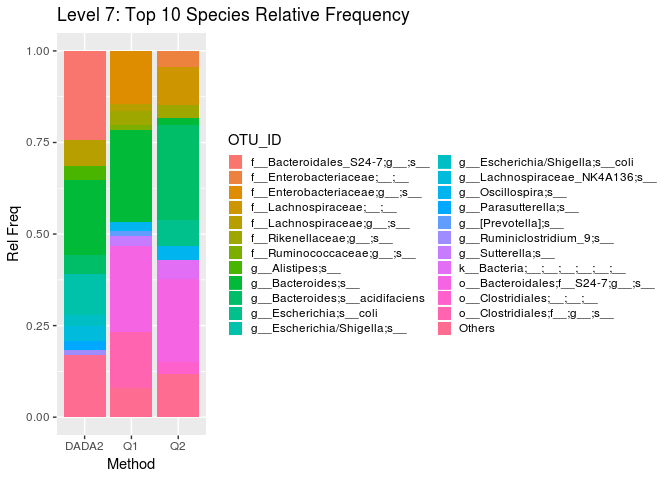 Level 7: Top 10 Species Relative Frequency
Rel Freq
1.00
0.75
0.50
0.25
0.00
DADA2
Q1
Q2
Method
OTU_ID
f__Bacteroidales_S24-7;g__;s__
f__Enterobacteriaceae;__;__
f__Enterobacteriaceae;g__;s__
f__Lachnospiraceae;__;__
f__Lachnospiraceae;g__;s__
f__Rikenellaceae;g__;s__
f__Ruminococcaceae;g__;s__
g__Alistipes;s__
g__Bacteroides;s__
g__Bacteroides;s__acidifaciens
g__Escherichia;s__coli
g__Escherichia/Shigella;s__
g__Escherichia/Shigella;s__coli
g__Lachnospiraceae_NK4A136;s__
g__Oscillospira;s__
g__Parasutterella;s__
g__[Prevotella];s__
g__Ruminiclostridium_9;s__
g__Sutterella;s__
k__Bacteria;__;__;__;__;__;__
o__Bacteroidales;f__S24-7;g__;s__
o__Clostridiales;__;__;__
o__Clostridiales;f__;g__;s__
Others